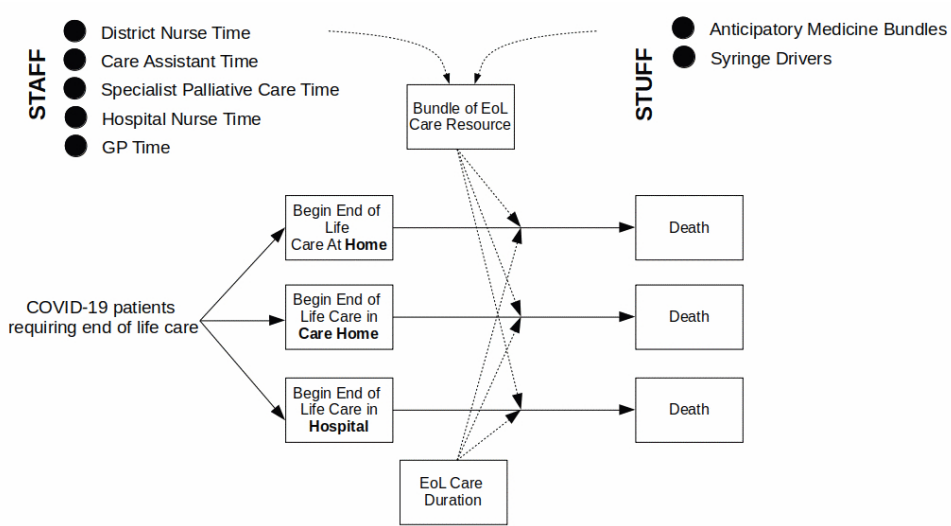 STAFF
District Nurse Time
Care Assistant Time
Specialist Palliative Care Time
Hospital Nurse Time
GP Time
STUFF
Anticipatory Medicine Bundles
Syringe Drivers
Bundle of EoL
Care Resource
COVID-19 patients
requiring end of life care
Begin End of
Life
Care At Home
Death
Begin End of
Life Care in
Care Home
Death
Begin End of
Life Care in
Hospital
Death
EoL Care
Duration